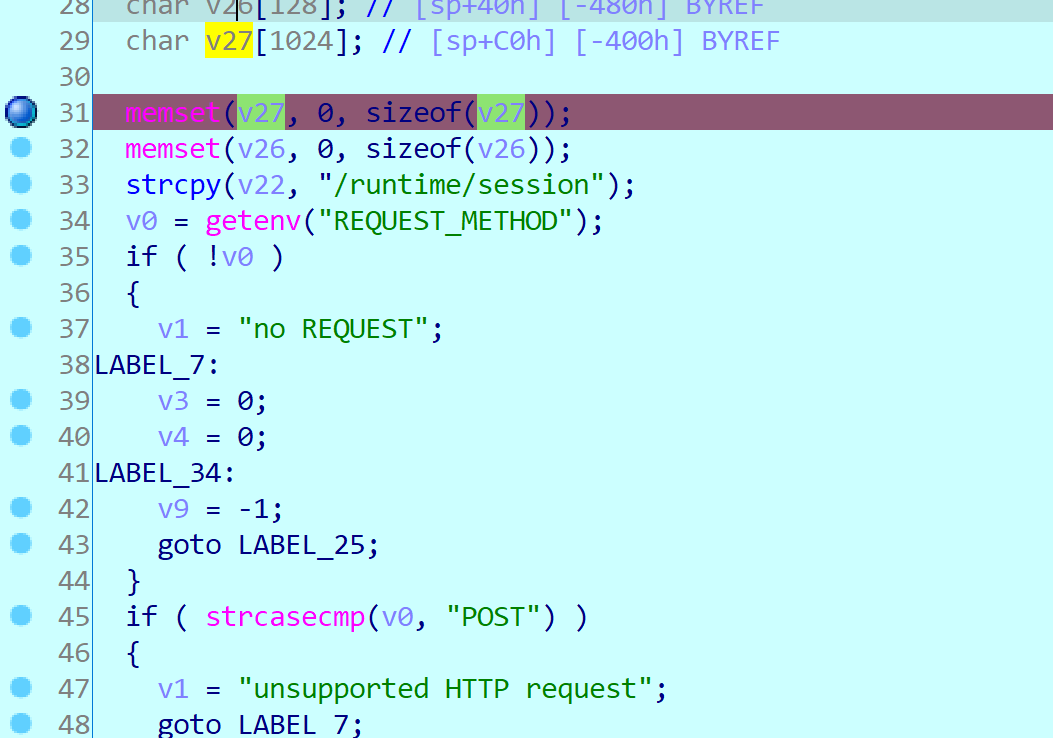 28 char v26[128]; // [sp+40h] [-480h] BYREF
29 char v27[1024]; // [sp+C0h] [-400h] BYREF
30
31 memset(v27, 0, sizeof(v27));
32 memset(v26, 0, sizeof(v26));
33 strcpy(v22, "/runtime/session");
34 v0 = getenv("REQUEST_METHOD");
35 if ( !v0 )
36 {
37 v1 = "no REQUEST";
38 LABEL_7:
39 v3 = 0;
40 v4 = 0;
41 LABEL_34:
42 v9 = -1;
43 goto LABEL_25;
44 }
45 if ( strcasecmp(v0, "POST") )
46 {
47 v1 = "unsupported HTTP request";
48 goto LABEL_7;